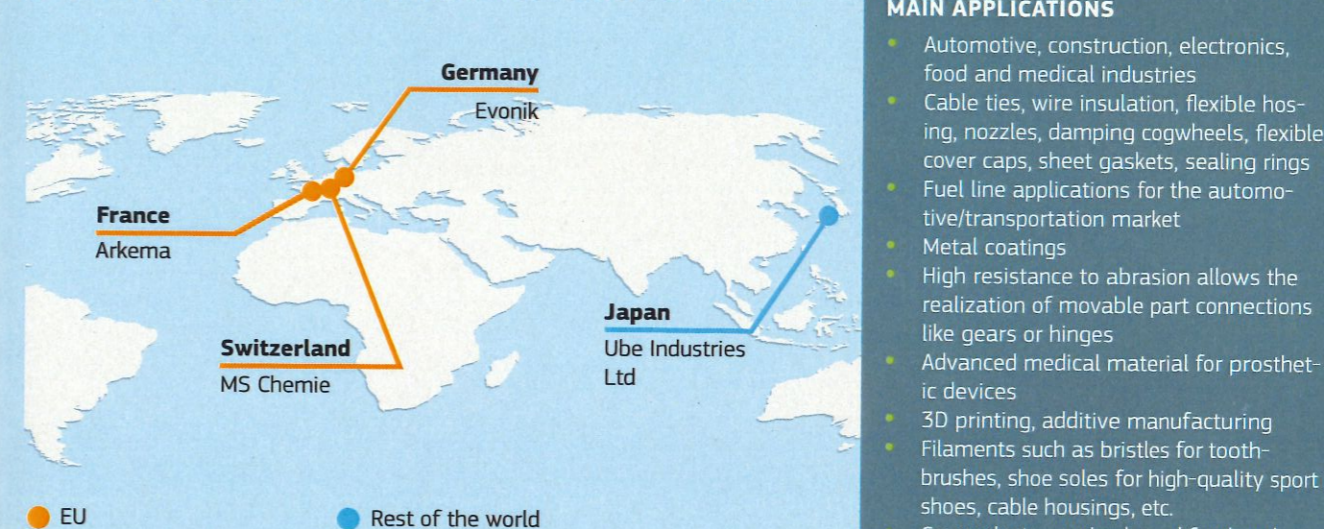 Germany
Evonik
France
Arkema
Switzerland
MS Chemie
Japan
Ube Industries
Ltd
EU
Rest of the world
MAIN APPLICATIONS
• Automotive, construction, electronics,
food and medical industries
• Cable ties, wire insulation, flexible hos-
ing, nozzles, damping cogwheels, flexible
cover caps, sheet gaskets, sealing rings
• Fuel line applications for the automo-
tive/transportation market
• Metal coatings
• High resistance to abrasion allows the
realization of movable part connections
like gears or hinges
• Advanced medical material for prosthet-
ic devices
• 3D printing, additive manufacturing
• Filaments such as bristles for tooth-
brushes, shoe soles for high-quality sport
shoes, cable housings, etc.